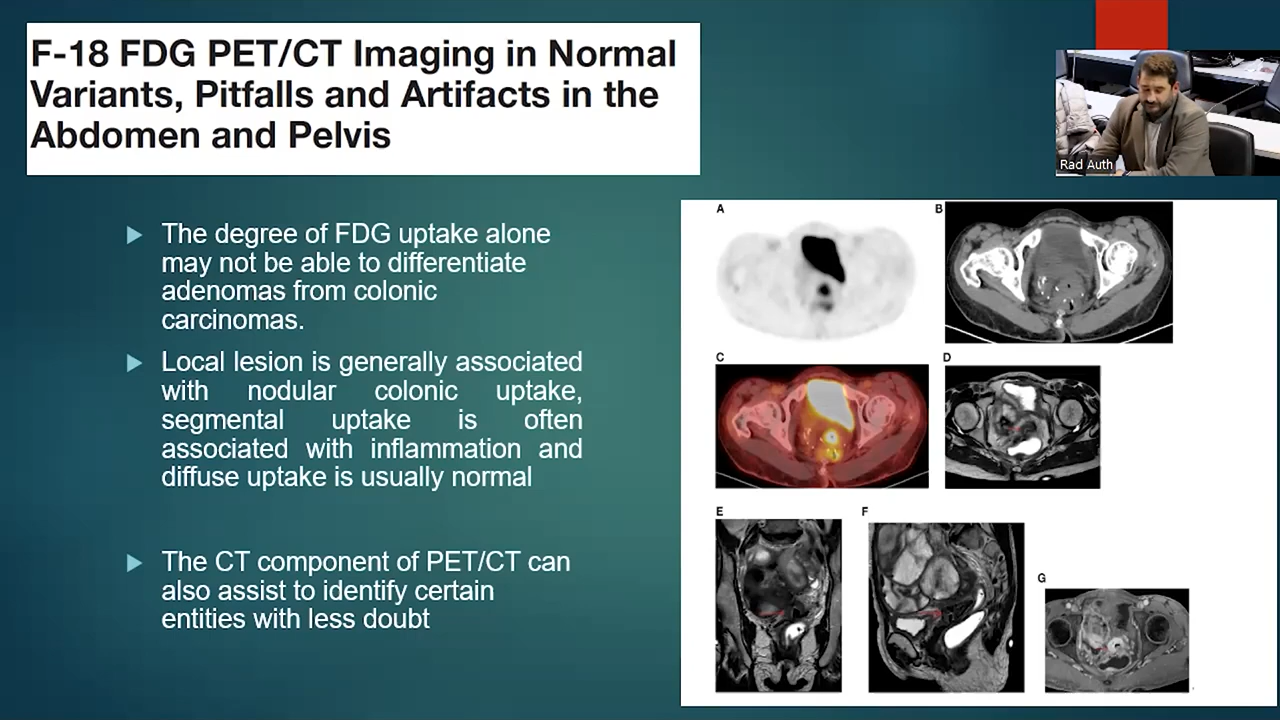 F-18 FDG PET/CT Imaging in Normal
Variants, Pitfalls and Artifacts in the
Abdomen and Pelvis
Rad Auth
The degree of FDG uptake alone
may not be able to differentiate
adenomas from colonic
carcinomas.
Local lesion is generally associated
with nodular colonic uptake,
segmental uptake is often
associated with inflammation and
diffuse uptake is usually normal
The CT component of PET/CT can
also assist to identify certain
entities with less doubt
A
B
C
D
E
F
G